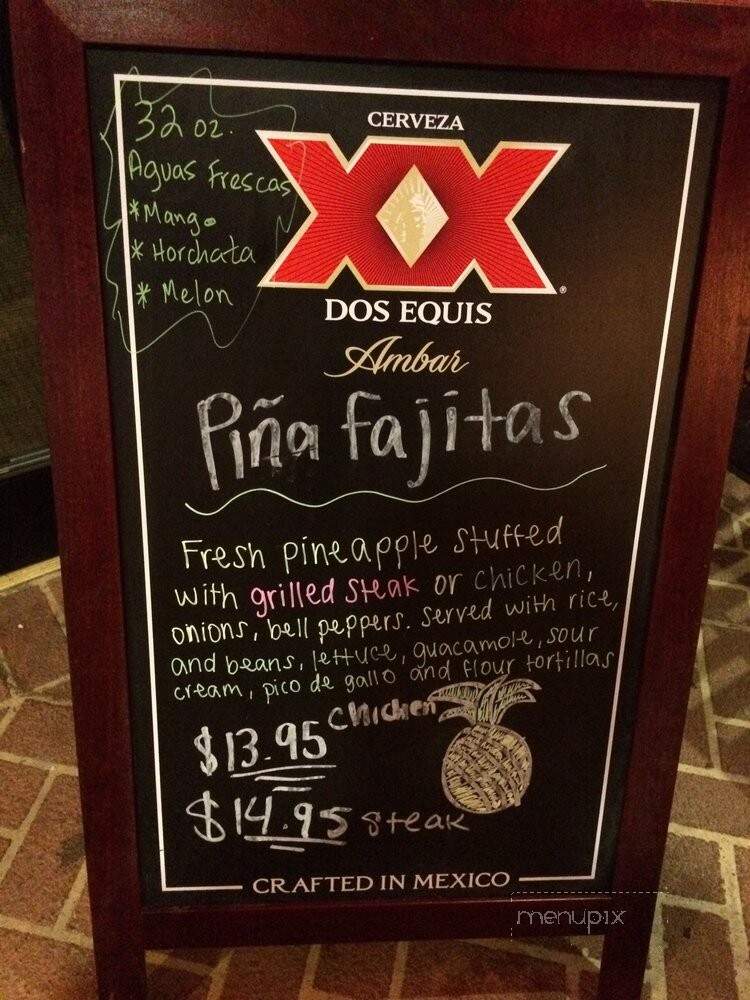 32 oz.
Aguas Frescas
*Mango
* Horchata
* Melon
CERVEZA
XX
®
DOS EQUIS
Ambar
Piña fajitas
Fresh pineapple stuffed
with grilled steak or chicken,
onions, bell peppers. Served with rice,
and beans, lettuce, guacamole, sour
cream, pico de gallo and flour tortillas
$13.95 chicken
$14.95 steak
CRAFTED IN MEXICO
menupix